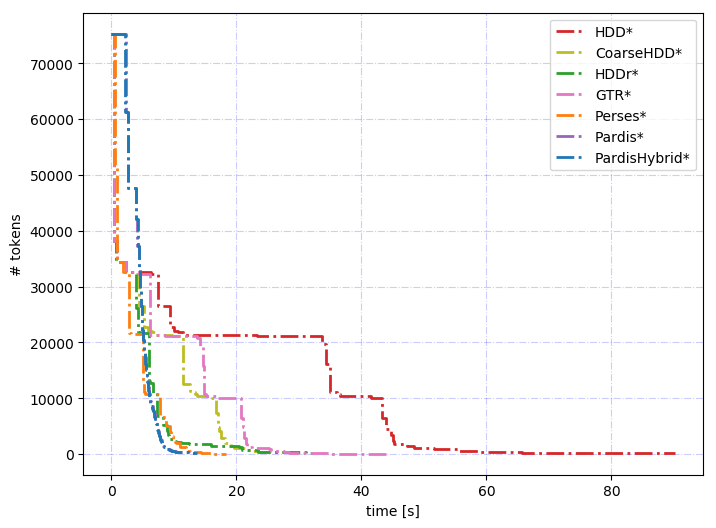 # tokens
70000
60000
50000
40000
30000
20000
10000
0
0 20 40 60 80
time [s]
HDD*
CoarseHDD*
HDDr*
GTR*
Perses*
Pardis*
PardisHybrid*